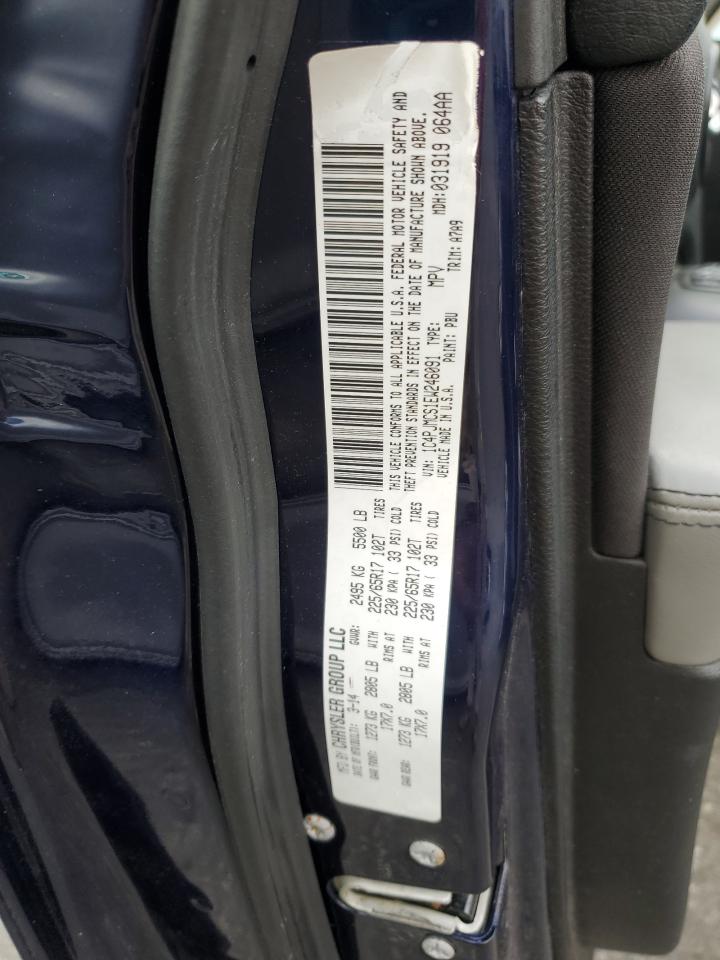 MFD BY CHRYSLER GROUP LLC
DATE OF MFR 3-14 GVWR: 2495 KG 5500 LB
GAWR FRONT: 1273 KG 2805 LB WITH 225/65R17 102T TIRES
17X7.0 RIMS AT 230 KPA ( 33 PSI) COLD
GAWR REAR: 1273 KG 2805 LB WITH 225/65R17 102T TIRES
17X7.0 RIMS AT 230 KPA ( 33 PSI) COLD
THIS VEHICLE CONFORMS TO ALL APPLICABLE U.S.A. FEDERAL MOTOR VEHICLE SAFETY AND
THEFT PREVENTION STANDARDS IN EFFECT ON THE DATE OF MANUFACTURE SHOWN ABOVE.
VIN: 1C4PJMCS1EW246091 TYPE: MPV MDH: 031919 064AA
VEHICLE MADE IN U.S.A. PAINT: PBU TRIM: A7A9